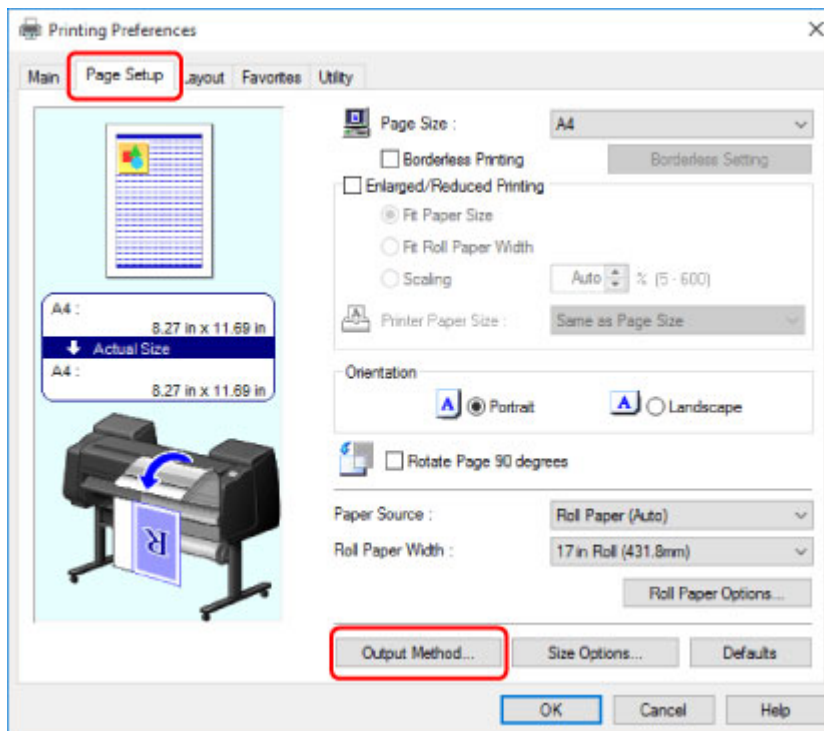 Printing Preferences
Main Page Setup ayout Favorites Utility
Page Size : A4
Borderless Printing Borderless Setting
Enlarged/Reduced Printing
Fit Paper Size
Fit Roll Paper Width
Scaling Auto % (5 - 600)
Printer Paper Size : Same as Page Size
A4 :
8.27 in x 11.69 in
Actual Size
A4 :
8.27 in x 11.69 in
Orientation
A Portrait A Landscape
Rotate Page 90 degrees
R
Paper Source : Roll Paper (Auto)
Roll Paper Width : 17 in Roll (431.8mm)
Roll Paper Options...
Output Method... Size Options... Defaults
OK Cancel Help